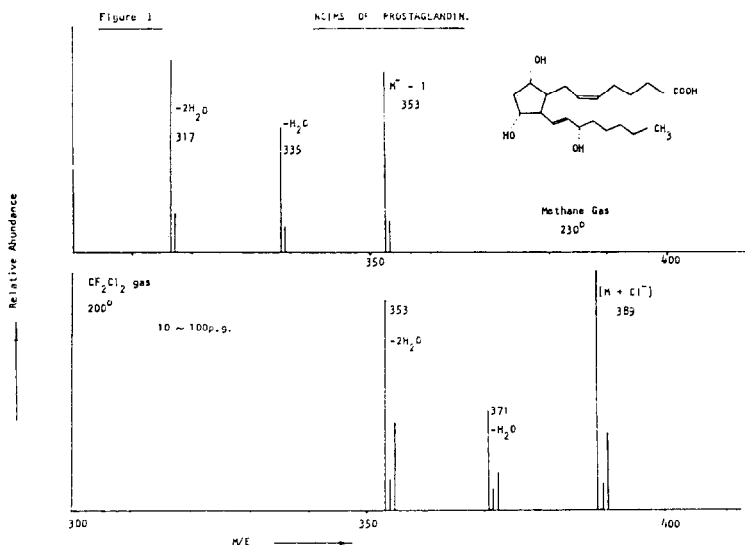 Figure 1
NCIMS OF PROSTAGLANDIN.
-2H2O
317
-H2O
335
M- - 1
353
OH
COOH
HO
OH
CH3
Methane Gas
230°
350
400
Relative Abundance
CF2Cl2 gas
200°
10 ~ 100p.g.
353
-2H2O
371
-H2O
[M + Cl-]
389
300
350
400
M/E